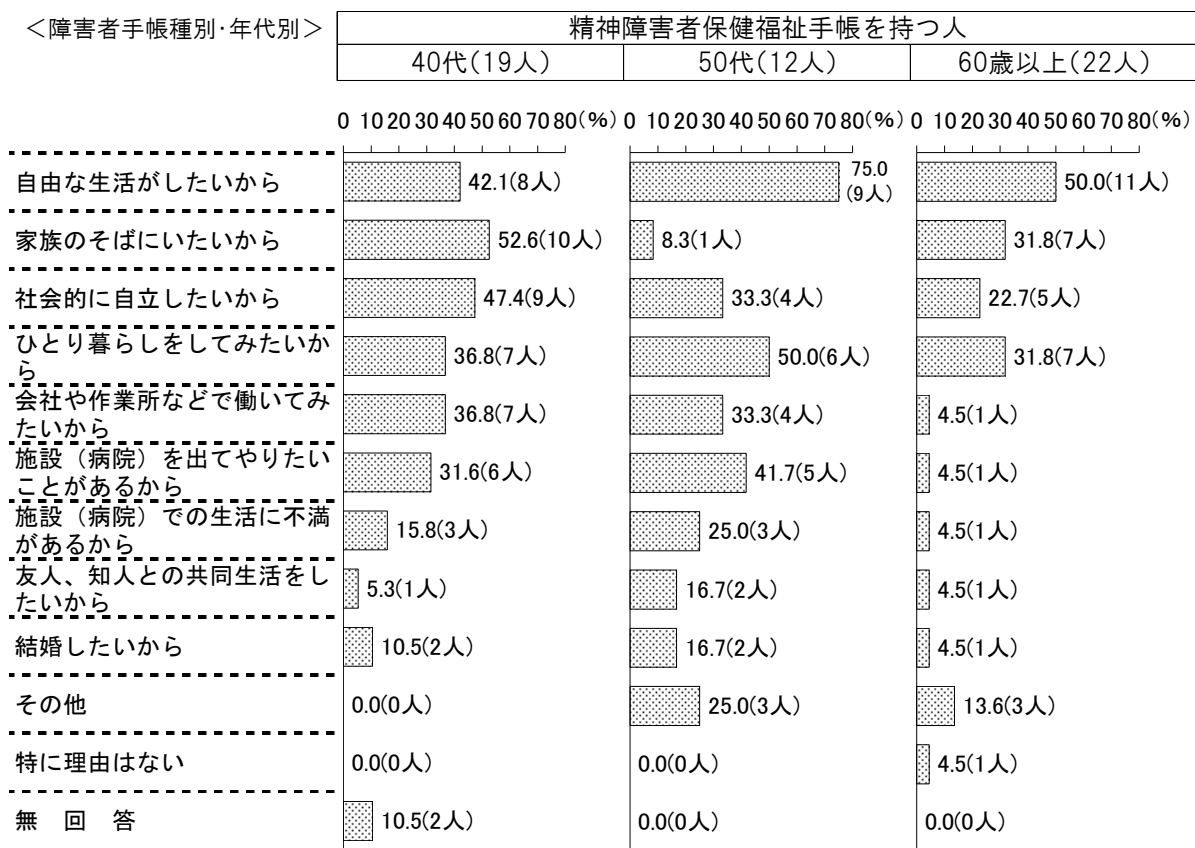 ＜障害者手帳種別･年代別＞
精神障害者保健福祉手帳を持つ人
40代(19人) 50代(12人) 60歳以上(22人)
0 10 20 30 40 50 60 70 80(%) 0 10 20 30 40 50 60 70 80(%) 0 10 20 30 40 50 60 70 80(%)
自由な生活がしたいから 42.1(8人) 75.0(9人) 50.0(11人)
家族のそばにいたいから 52.6(10人) 8.3(1人) 31.8(7人)
社会的に自立したいから 47.4(9人) 33.3(4人) 22.7(5人)
ひとり暮らしをしてみたいか
ら 36.8(7人) 50.0(6人) 31.8(7人)
会社や作業所などで働いてみ
たいから 36.8(7人) 33.3(4人) 4.5(1人)
施設（病院）を出てやりたい
ことがあるから 31.6(6人) 41.7(5人) 4.5(1人)
施設（病院）での生活に不満
があるから 15.8(3人) 25.0(3人) 4.5(1人)
友人、知人との共同生活をし
たいから 5.3(1人) 16.7(2人) 4.5(1人)
結婚したいから 10.5(2人) 16.7(2人) 4.5(1人)
その他 0.0(0人) 25.0(3人) 13.6(3人)
特に理由はない 0.0(0人) 0.0(0人) 4.5(1人)
無　回　答 10.5(2人) 0.0(0人) 0.0(0人)